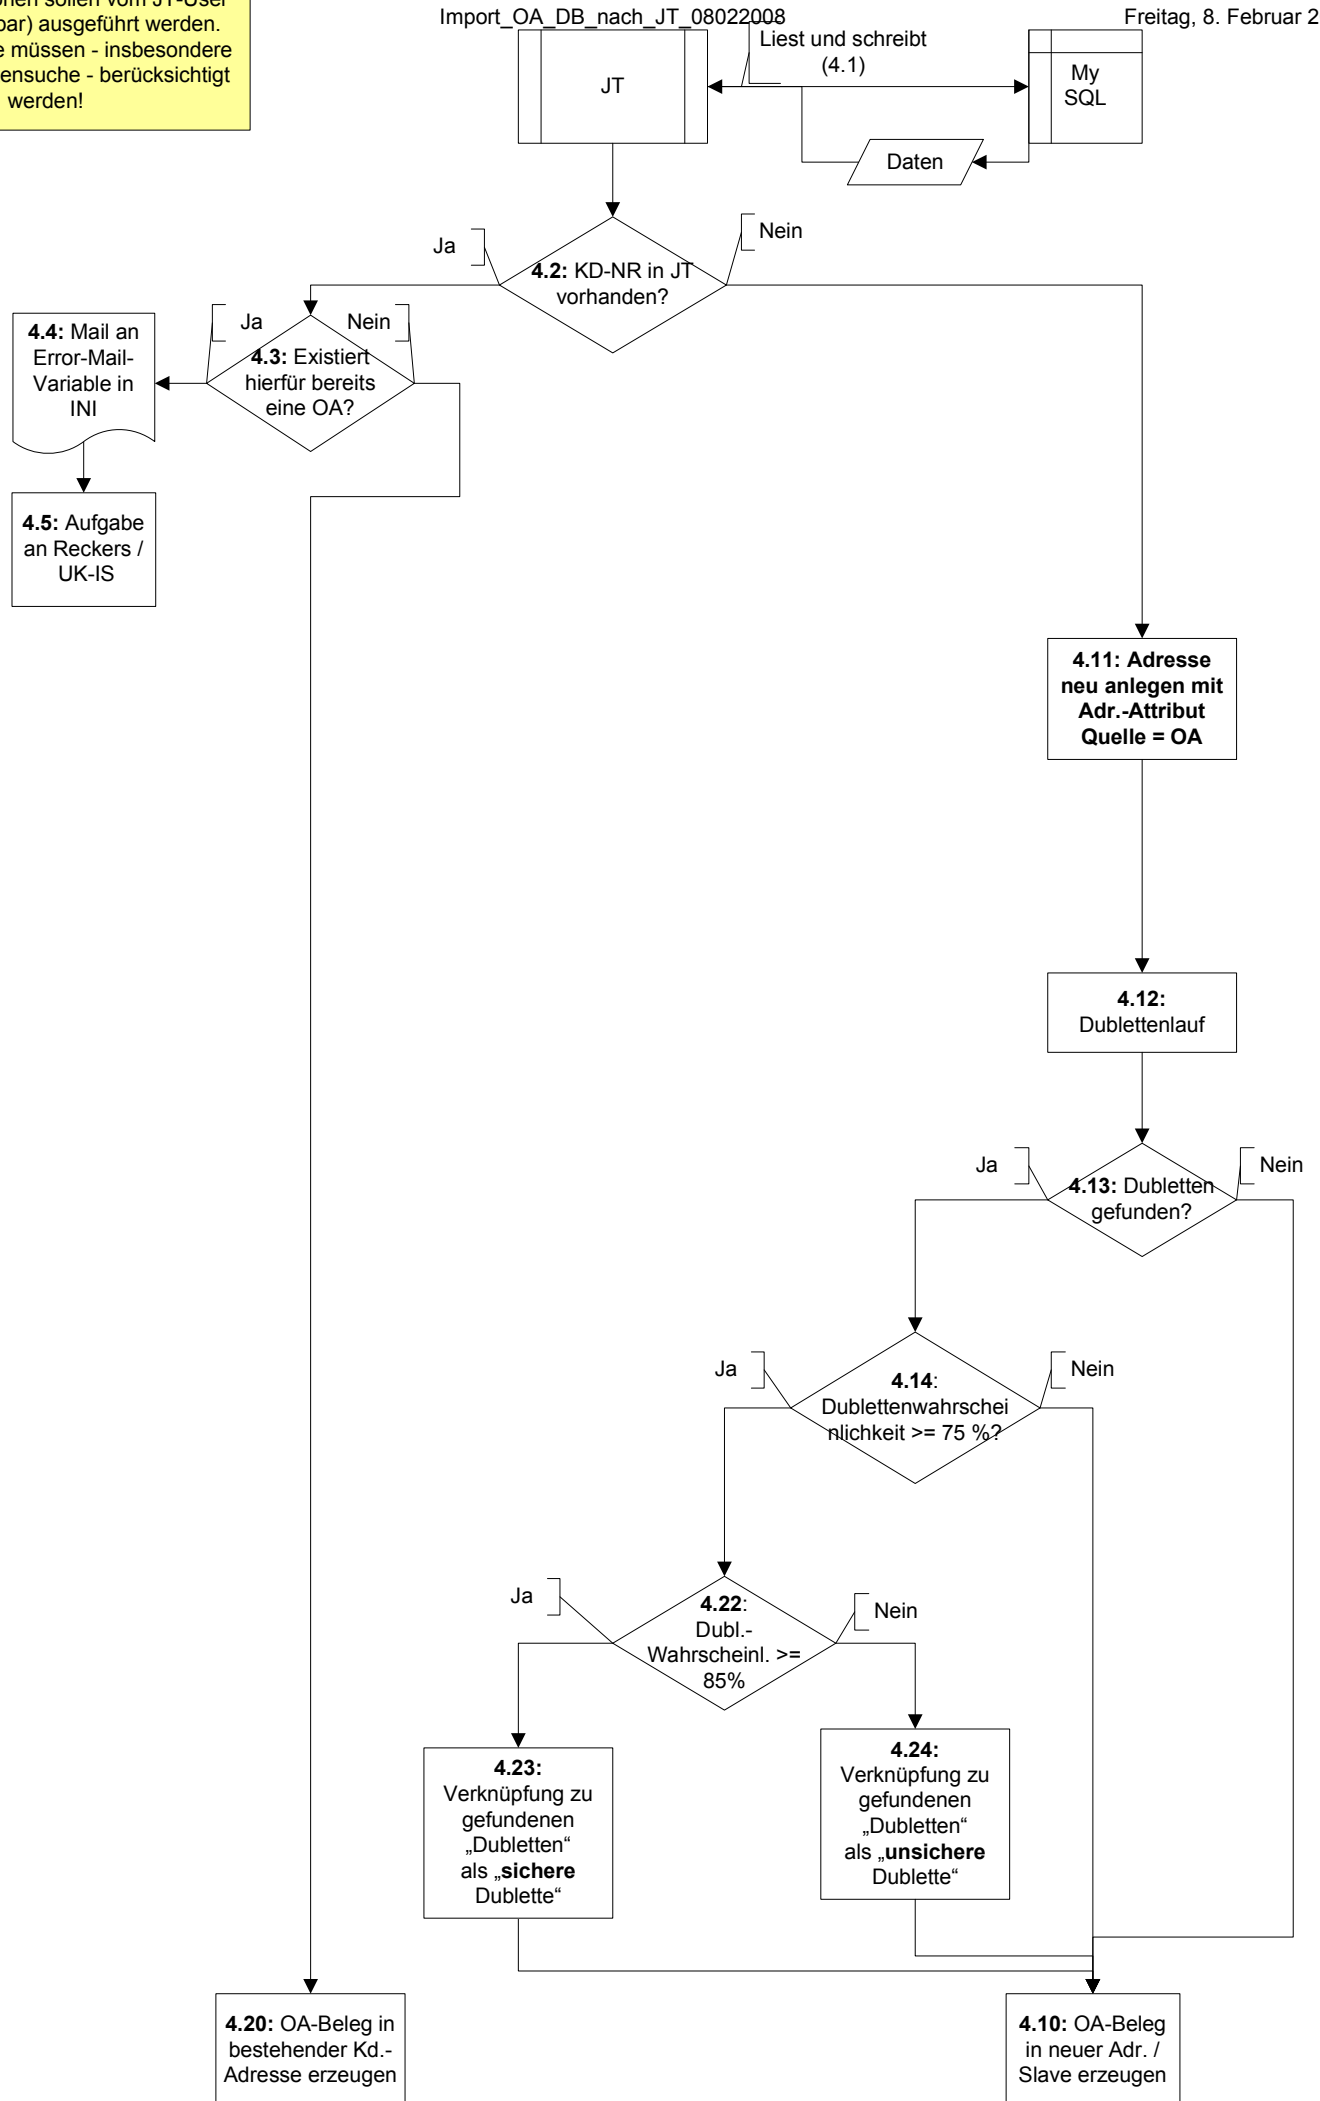 onen sollen vom JT-User
bar) ausgeführt werden.
e müssen - insbesondere
ensuche - berücksichtigt
werden!
Import_OA_DB_nach_JT_08022008
Freitag, 8. Februar 2
JT
Liest und schreibt
(4.1)
My
SQL
Daten
Ja
Nein
4.2: KD-NR in JT
vorhanden?
Ja
Nein
4.3: Existiert
hierfür bereits
eine OA?
4.4: Mail an
Error-Mail-
Variable in
INI
4.5: Aufgabe
an Reckers /
UK-IS
4.11: Adresse
neu anlegen mit
Adr.-Attribut
Quelle = OA
4.12:
Dublettenlauf
Ja
Nein
4.13: Dubletten
gefunden?
Ja
Nein
4.14:
Dublettenwahrschei
nlichkeit >= 75 %?
Ja
Nein
4.22:
Dubl.-
Wahrscheinl. >=
85%
4.23:
Verknüpfung zu
gefundenen
„Dubletten“
als „sichere
Dublette“
4.24:
Verknüpfung zu
gefundenen
„Dubletten“
als „unsichere
Dublette“
4.20: OA-Beleg in
bestehender Kd.-
Adresse erzeugen
4.10: OA-Beleg
in neuer Adr. /
Slave erzeugen